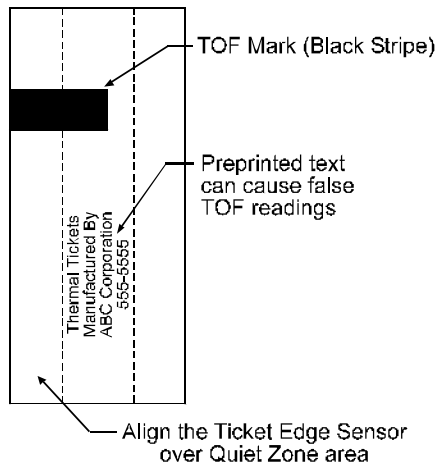 TOF Mark (Black Stripe)
Preprinted text
can cause false
TOF readings
Thermal Tickets
Manufactured By
ABC Corporation
555-5555
Align the Ticket Edge Sensor
over Quiet Zone area